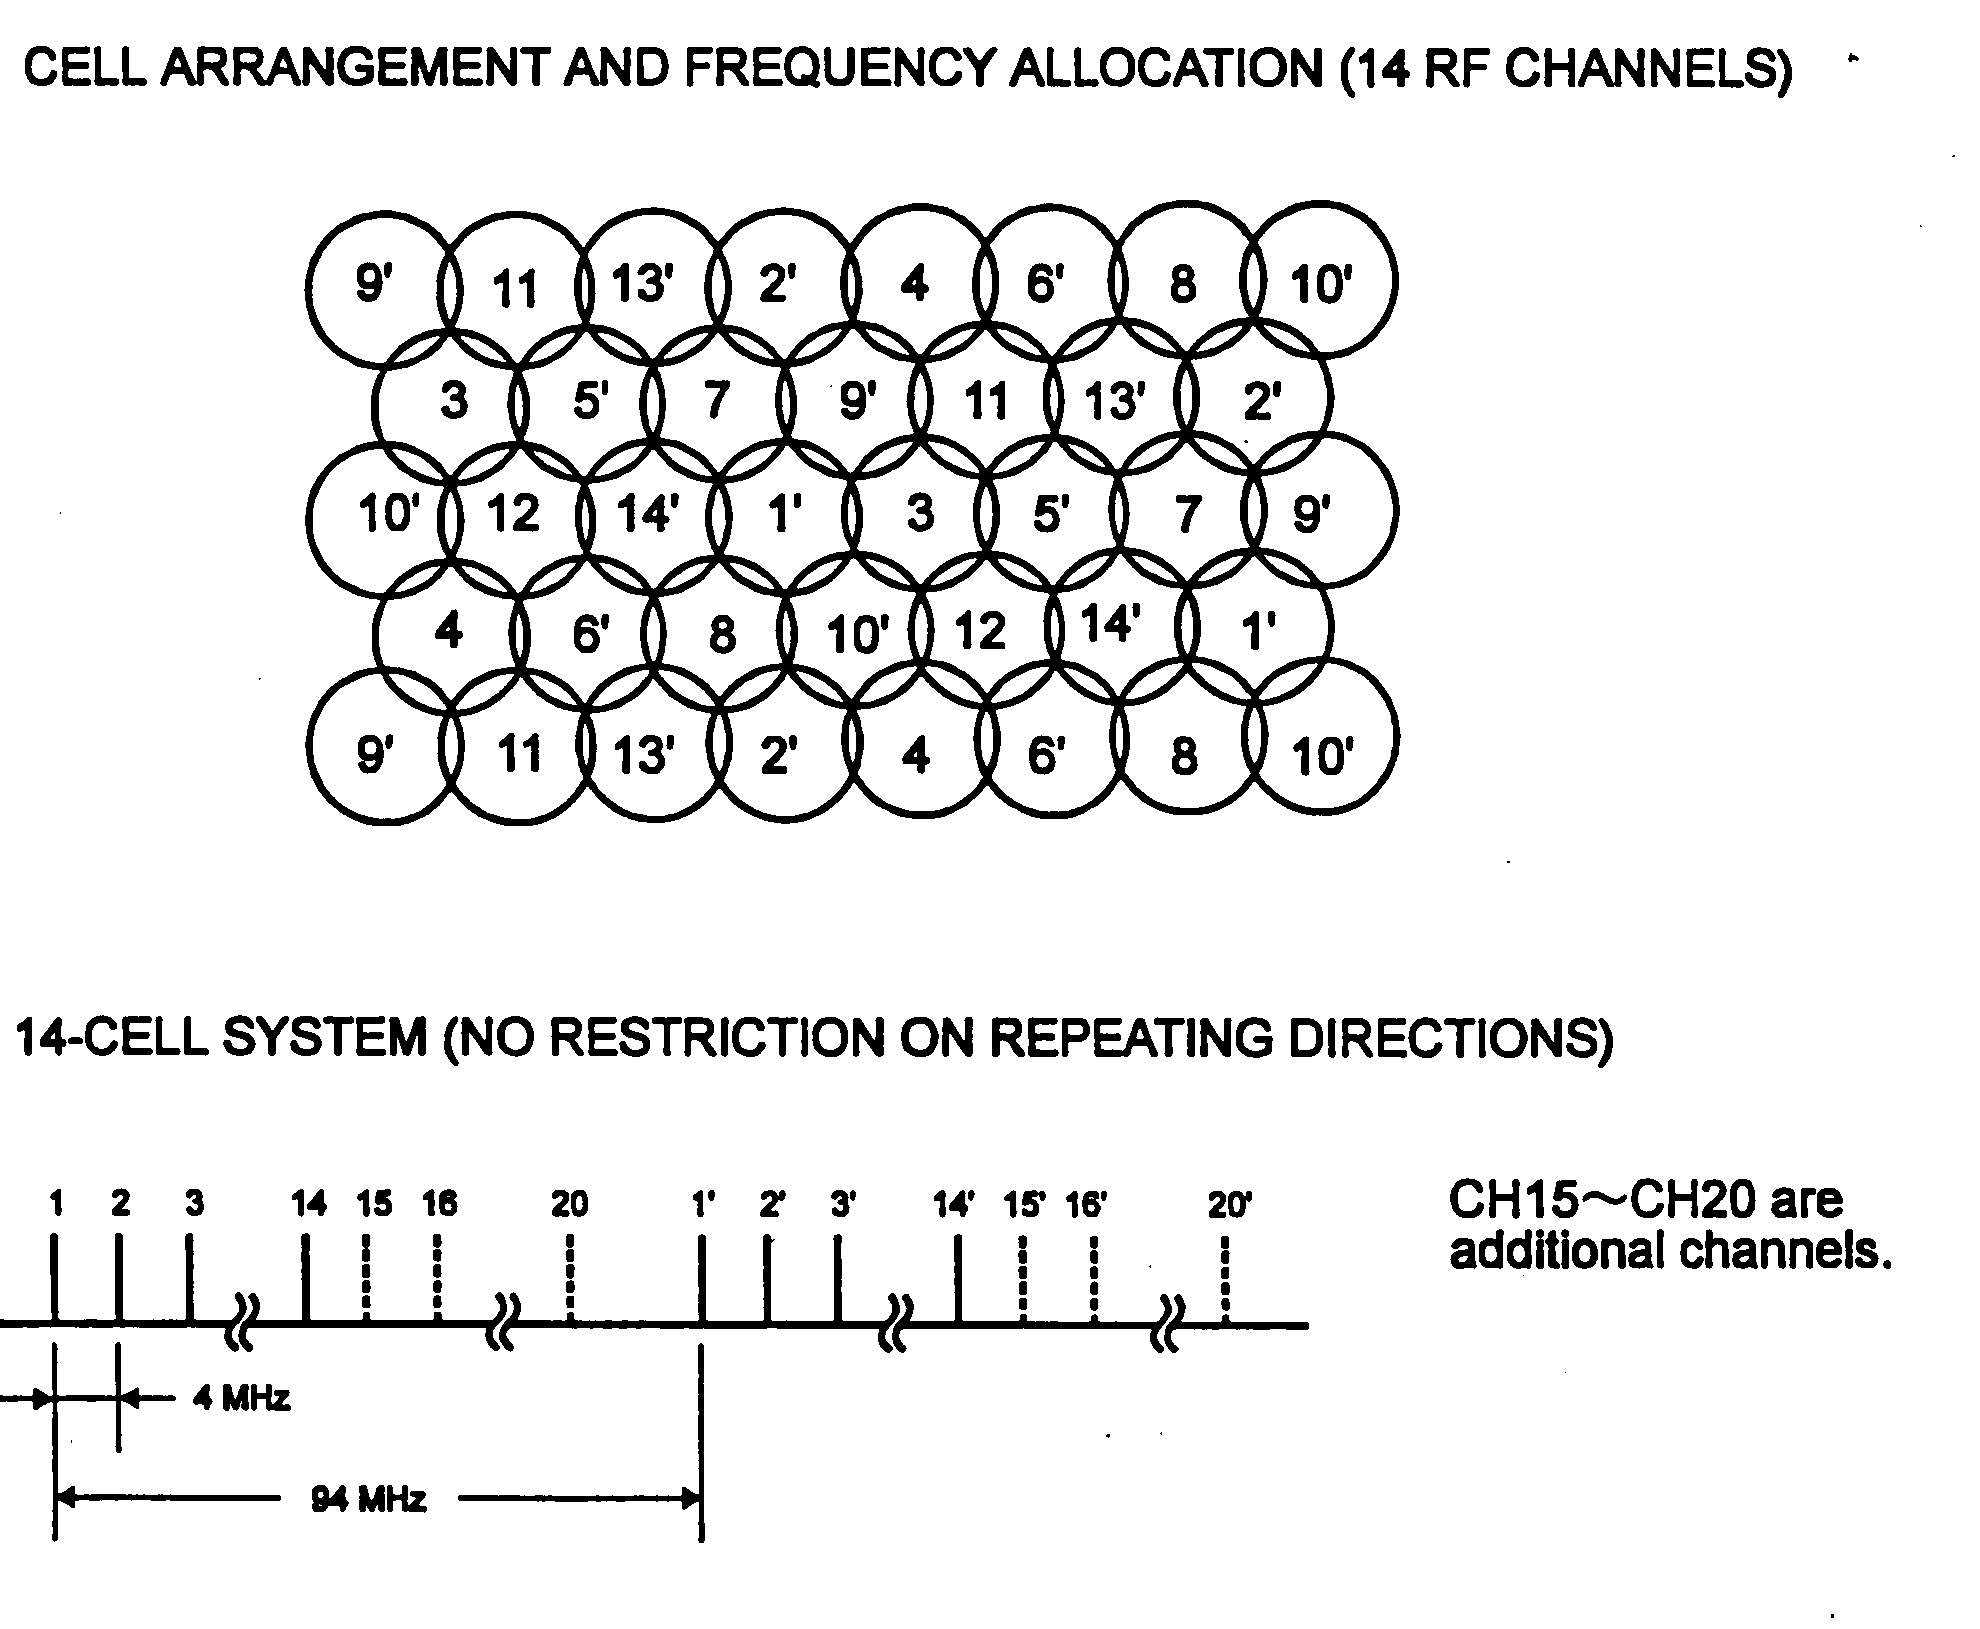 CELL ARRANGEMENT AND FREQUENCY ALLOCATION (14 RF CHANNELS)
9' 11 13' 2' 4 6' 8 10'
3 5' 7 9' 11 13' 2'
10' 12 14' 1' 3 5' 7 9'
4 6' 8 10' 12 14' 1'
9' 11 13' 2' 4 6' 8 10'
14-CELL SYSTEM (NO RESTRICTION ON REPEATING DIRECTIONS)
1 2 3 14 15 16 20 1' 2' 3' 14' 15' 16' 20'
CH15～CH20 are
additional channels.
4 MHz
94 MHz